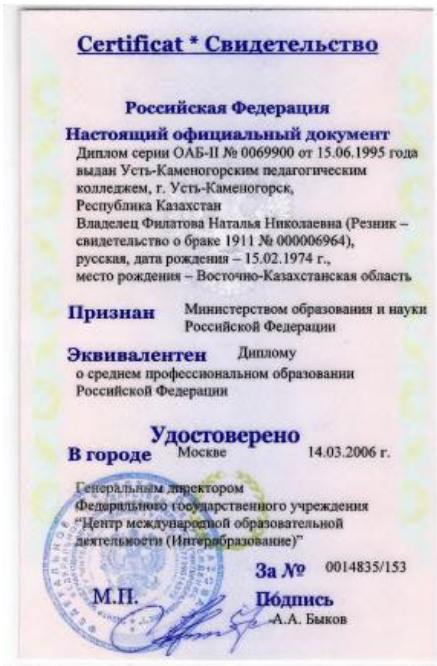 Certificat * Свидетельство
Российская Федерация
Настоящий официальный документ
Диплом серии ОАБ-II № 0069900 от 15.06.1995 года
выдан Усть-Каменогорским педагогическим
колледжем, г. Усть-Каменогорск,
Республика Казахстан
Владелец Филатова Наталья Николаевна (Резник –
свидетельство о браке 1911 № 000006964),
русская, дата рождения – 15.02.1974 г.,
место рождения – Восточно-Казахстанская область
Признан Министерством образования и науки
Российской Федерации
Эквивалентен Диплому
о среднем профессиональном образовании
Российской Федерации
Удостоверено
В городе Москве 14.03.2006 г.
Генеральным директором
Федерального государственного учреждения
"Центр международной образовательной
деятельности (Интеробразование)"
За № 0014835/153
М.П. Подпись
А.А. Быков